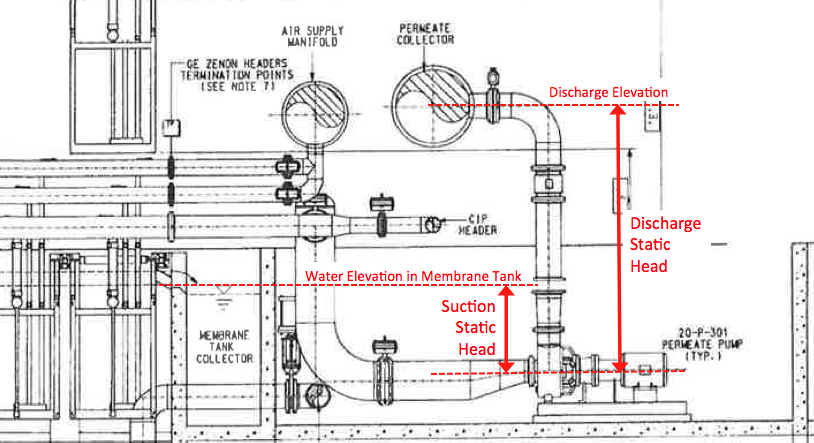 AIR SUPPLY
MANIFOLD
PERMEATE
COLLECTOR
GE ZENON HEADERS
TERMINATION POINTS
(SEE NOTE 7)
Discharge Elevation
Discharge
Static
Head
CIP
HEADER
Water Elevation in Membrane Tank
Suction
Static
Head
MEMBRANE
TANK
COLLECTOR
20-P-301
PERMEATE PUMP
(TYP.)